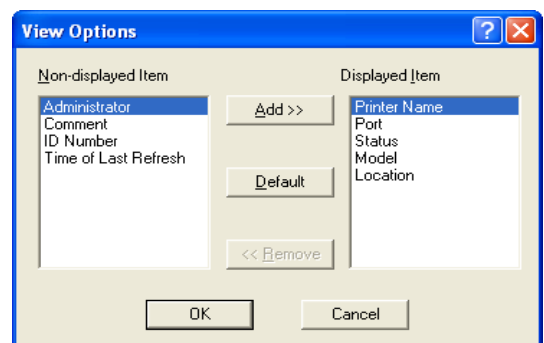 View Options
Non-displayed Item
Displayed Item
Administrator
Comment
ID Number
Time of Last Refresh
Add >>
Default
<< Remove
Printer Name
Port
Status
Model
Location
OK
Cancel